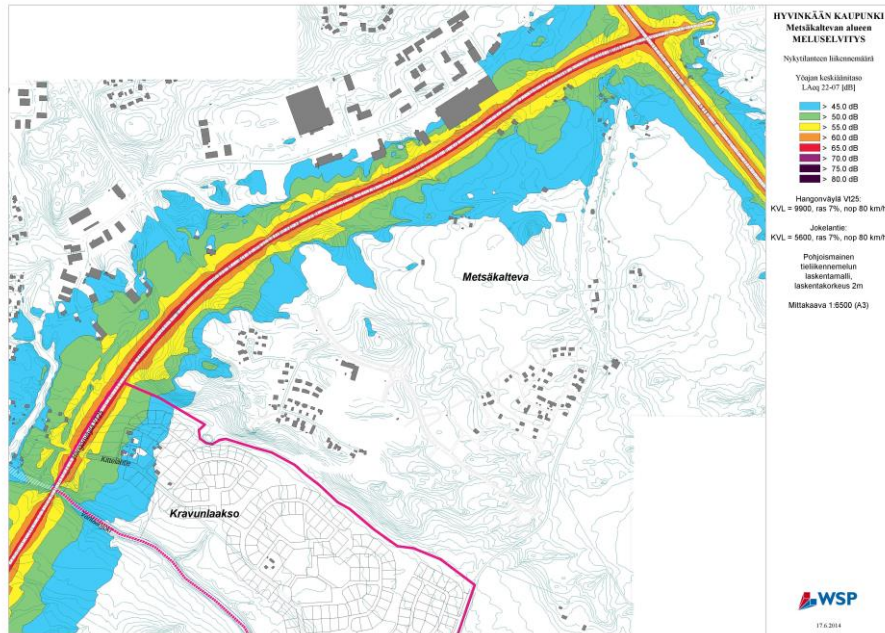 HYVINKÄÄN KAUPUNKI
Metsäkaltevan alueen
MELUSELVITYS
Nykytilanteen liikennemäärä
Yöajan keskiäänitaso
LAeq 22-07 [dB]
> 45.0 dB
> 50.0 dB
> 55.0 dB
> 60.0 dB
> 65.0 dB
> 70.0 dB
> 75.0 dB
> 80.0 dB
Hangonväylä Vt25:
KVL = 9900, ras 7%, nop 80 km/h
Jokelantie:
KVL = 5600, ras 7%, nop 80 km/h
Pohjoismainen
tieliikennemelun
laskentamalli,
laskentakorkeus 2m
Mittakaava 1:6500 (A3)
Metsäkalteva
Kravunlaakso
WSP
17.6.2014